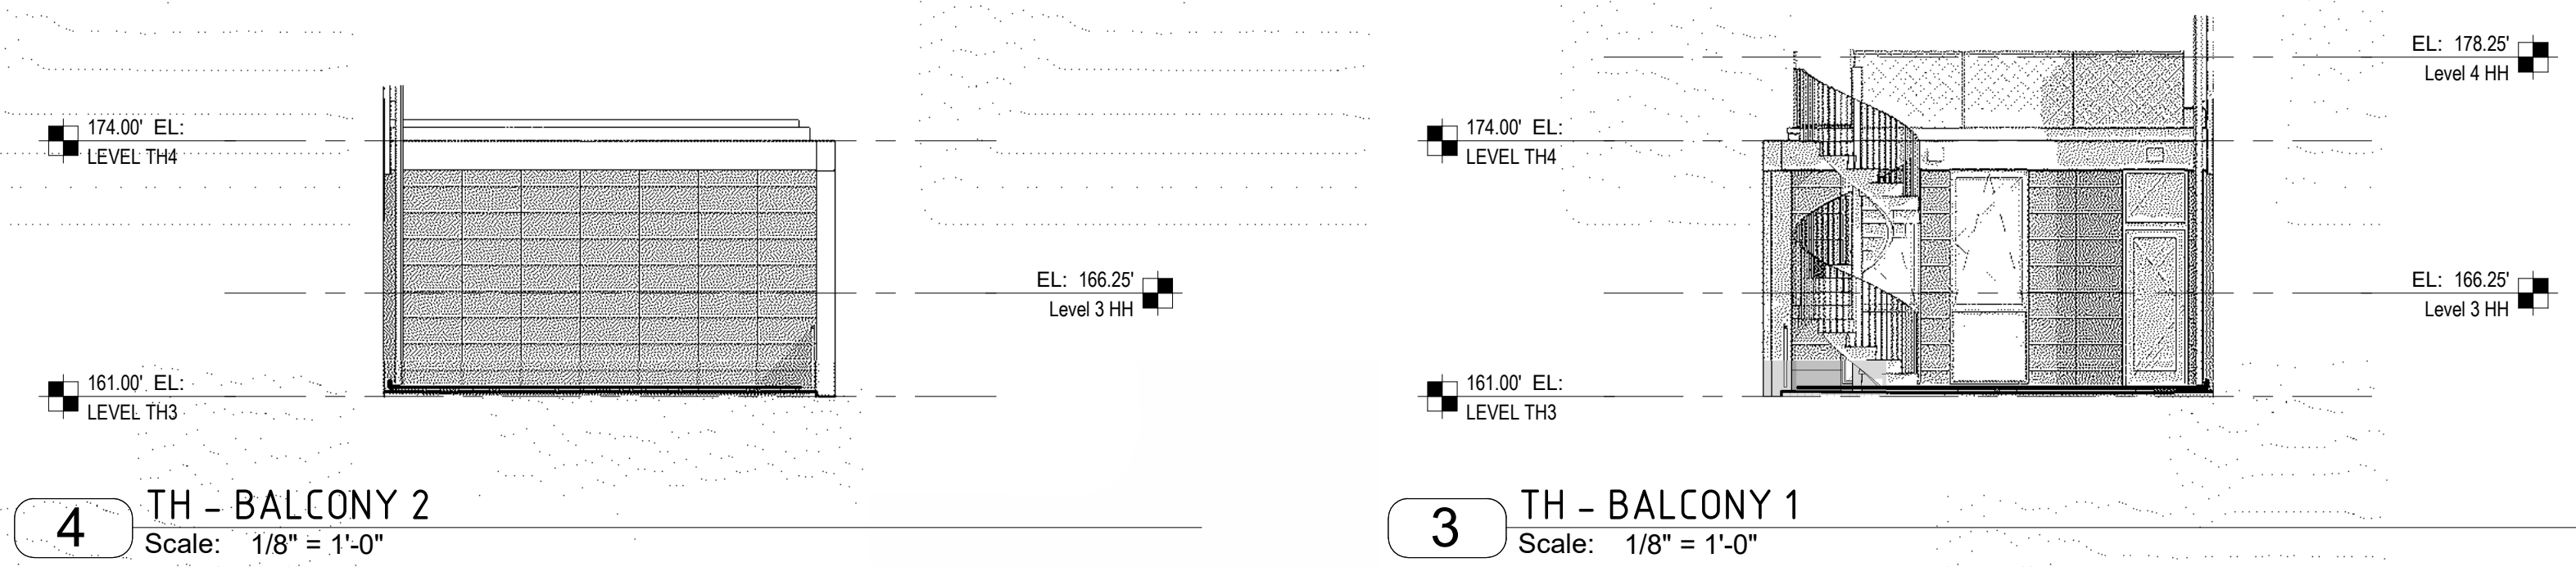 174.00' EL:
LEVEL TH4
EL: 166.25'
Level 3 HH
161.00' EL:
LEVEL TH3
4
TH - BALCONY 2
Scale: 1/8" = 1'-0"
EL: 178.25'
Level 4 HH
174.00' EL:
LEVEL TH4
EL: 166.25'
Level 3 HH
161.00' EL:
LEVEL TH3
3
TH - BALCONY 1
Scale: 1/8" = 1'-0"